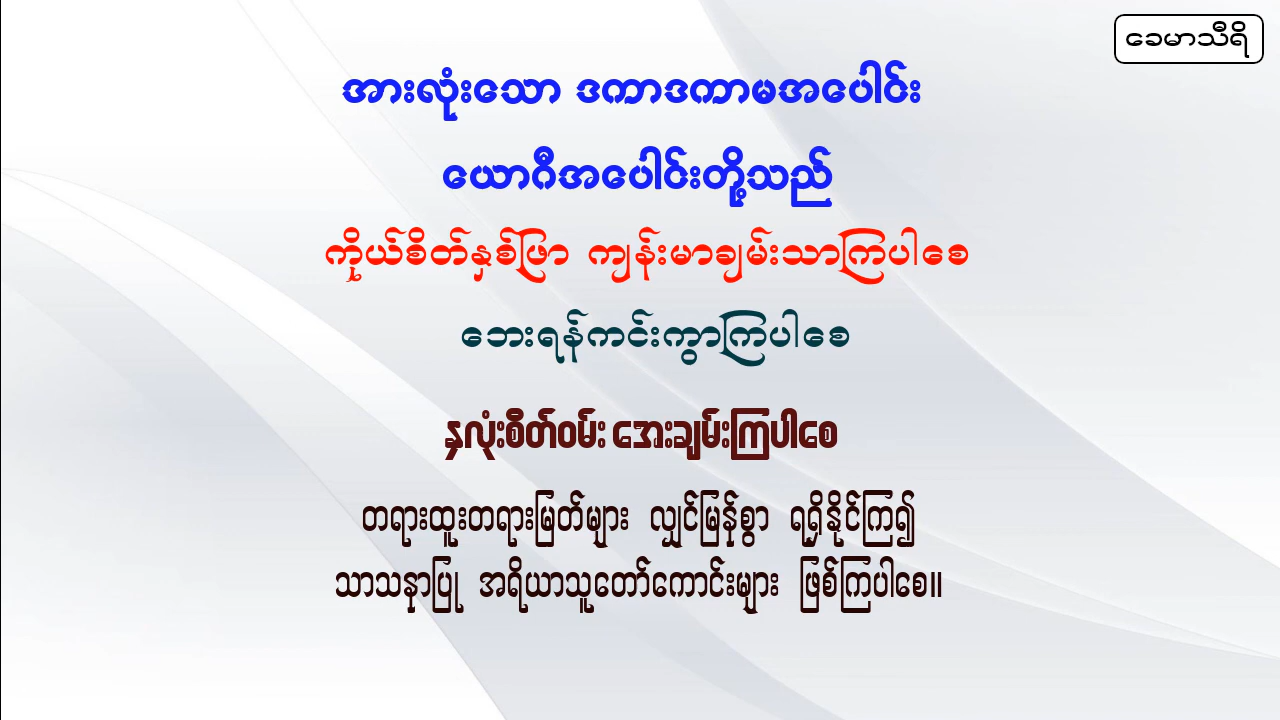 ခေမာသီရိ
အားလုံးသော ဒကာဒကာမအပေါင်း
ယောဂီအပေါင်းတို့သည်
ကိုယ်စိတ်နှစ်ဖြာ ကျန်းမာချမ်းသာကြပါစေ
ဘေးရန်ကင်းကွာကြပါစေ
နှလုံးစိတ်ဝမ်း အေးချမ်းကြပါစေ
တရားထူးတရားမြတ်များ လျှင်မြန်စွာ ရရှိနိုင်ကြ၍
သာသနာပြု အရိယာသူတော်ကောင်းများ ဖြစ်ကြပါစေ။